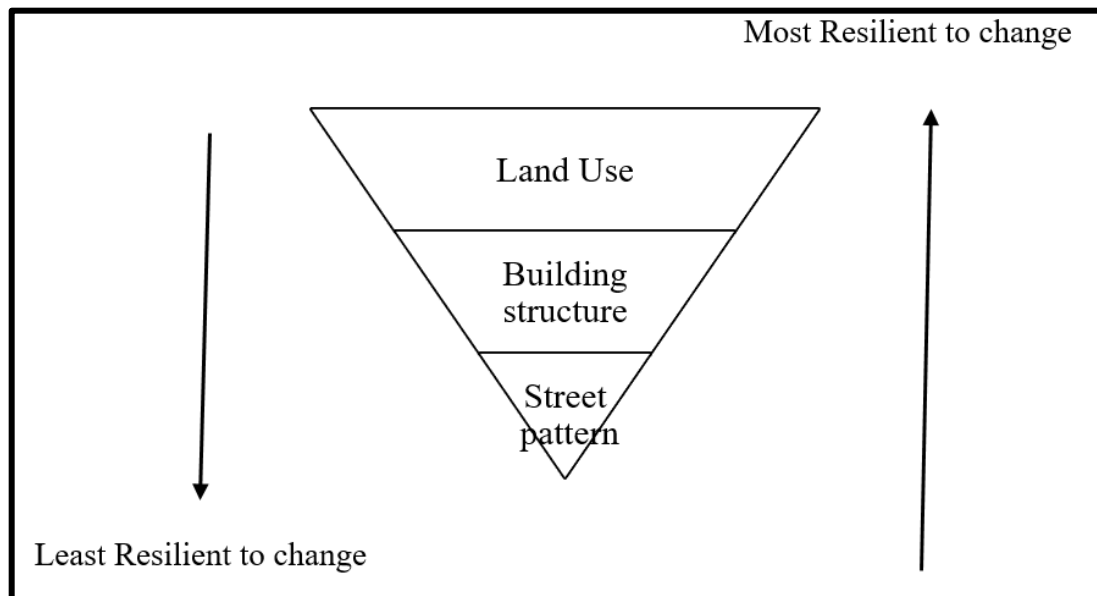 Most Resilient to change
Land Use
Building
structure
Street
pattern
Least Resilient to change